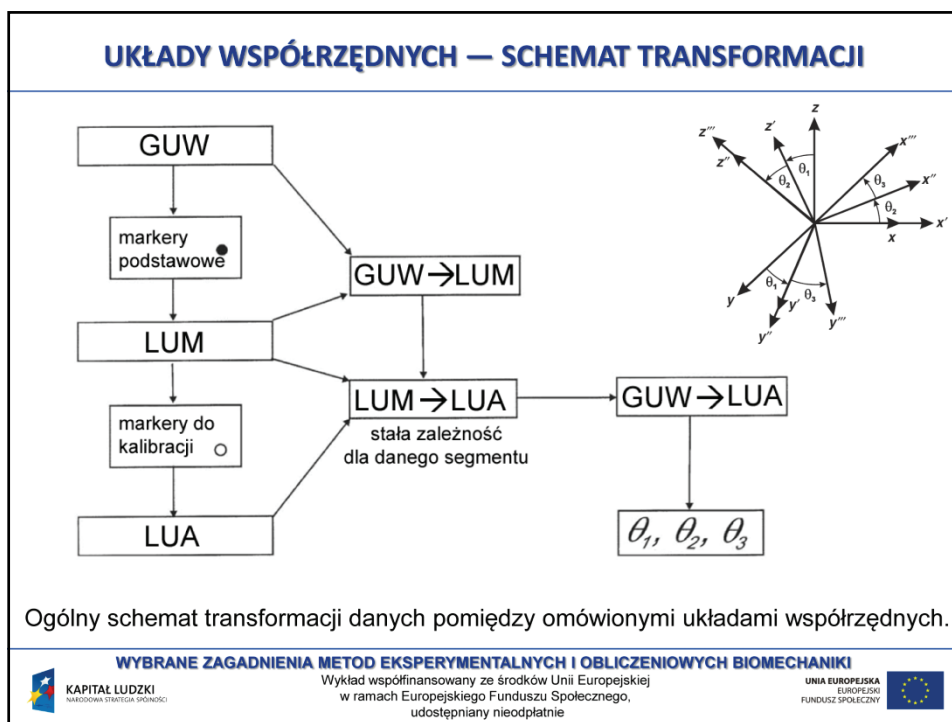 UKŁADY WSPÓŁRZĘDNYCH — SCHEMAT TRANSFORMACJI
GUW
markery
podstawowe
LUM
markery do
kalibracji
LUA
GUW→LUM
LUM→LUA
stała zależność
dla danego segmentu
GUW→LUA
θ₁, θ₂, θ₃
z
z'
z'''
z''
θ₁
θ₂
x'''
x''
θ₃
θ₂
x
x'
y
θ₁
y'
θ₃
y''
y'''
Ogólny schemat transformacji danych pomiędzy omówionymi układami współrzędnych.
WYBRANE ZAGADNIENIA METOD EKSPERYMENTALNYCH I OBLICZENIOWYCH BIOMECHANIKI
KAPITAŁ LUDZKI
NARODOWA STRATEGIA SPÓJNOŚCI
Wykład współfinansowany ze środków Unii Europejskiej
w ramach Europejskiego Funduszu Społecznego,
udostępniany nieodpłatnie
UNIA EUROPEJSKA
EUROPEJSKI
FUNDUSZ SPOŁECZNY